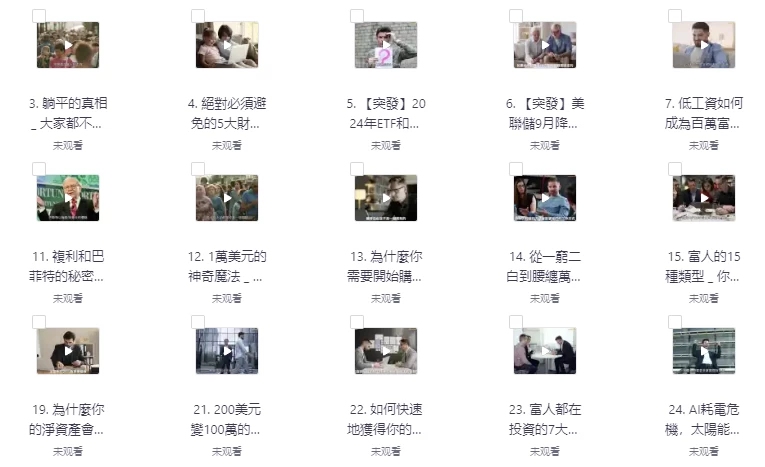 3. 躺平的真相
_ 大家都不...
未观看
4. 絕對必須避
免的5大財...
未观看
5. 【突發】20
24年ETF和...
未观看
6. 【突發】美
聯儲9月降...
未观看
7. 低工資如何
成為百萬富...
未观看
11. 複利和巴
菲特的秘密...
未观看
12. 1萬美元的
神奇魔法 _ ...
未观看
13. 為什麼你
需要開始購...
未观看
14. 從一窮二
白到腰纏萬...
未观看
15. 富人的15
種類型 _ 你...
未观看
19. 為什麼你
的淨資產會...
未观看
21. 200美元
變100萬的...
未观看
22. 如何快速
地獲得你的...
未观看
23. 富人都在
投資的7大...
未观看
24. AI耗電危
機，太陽能...
未观看